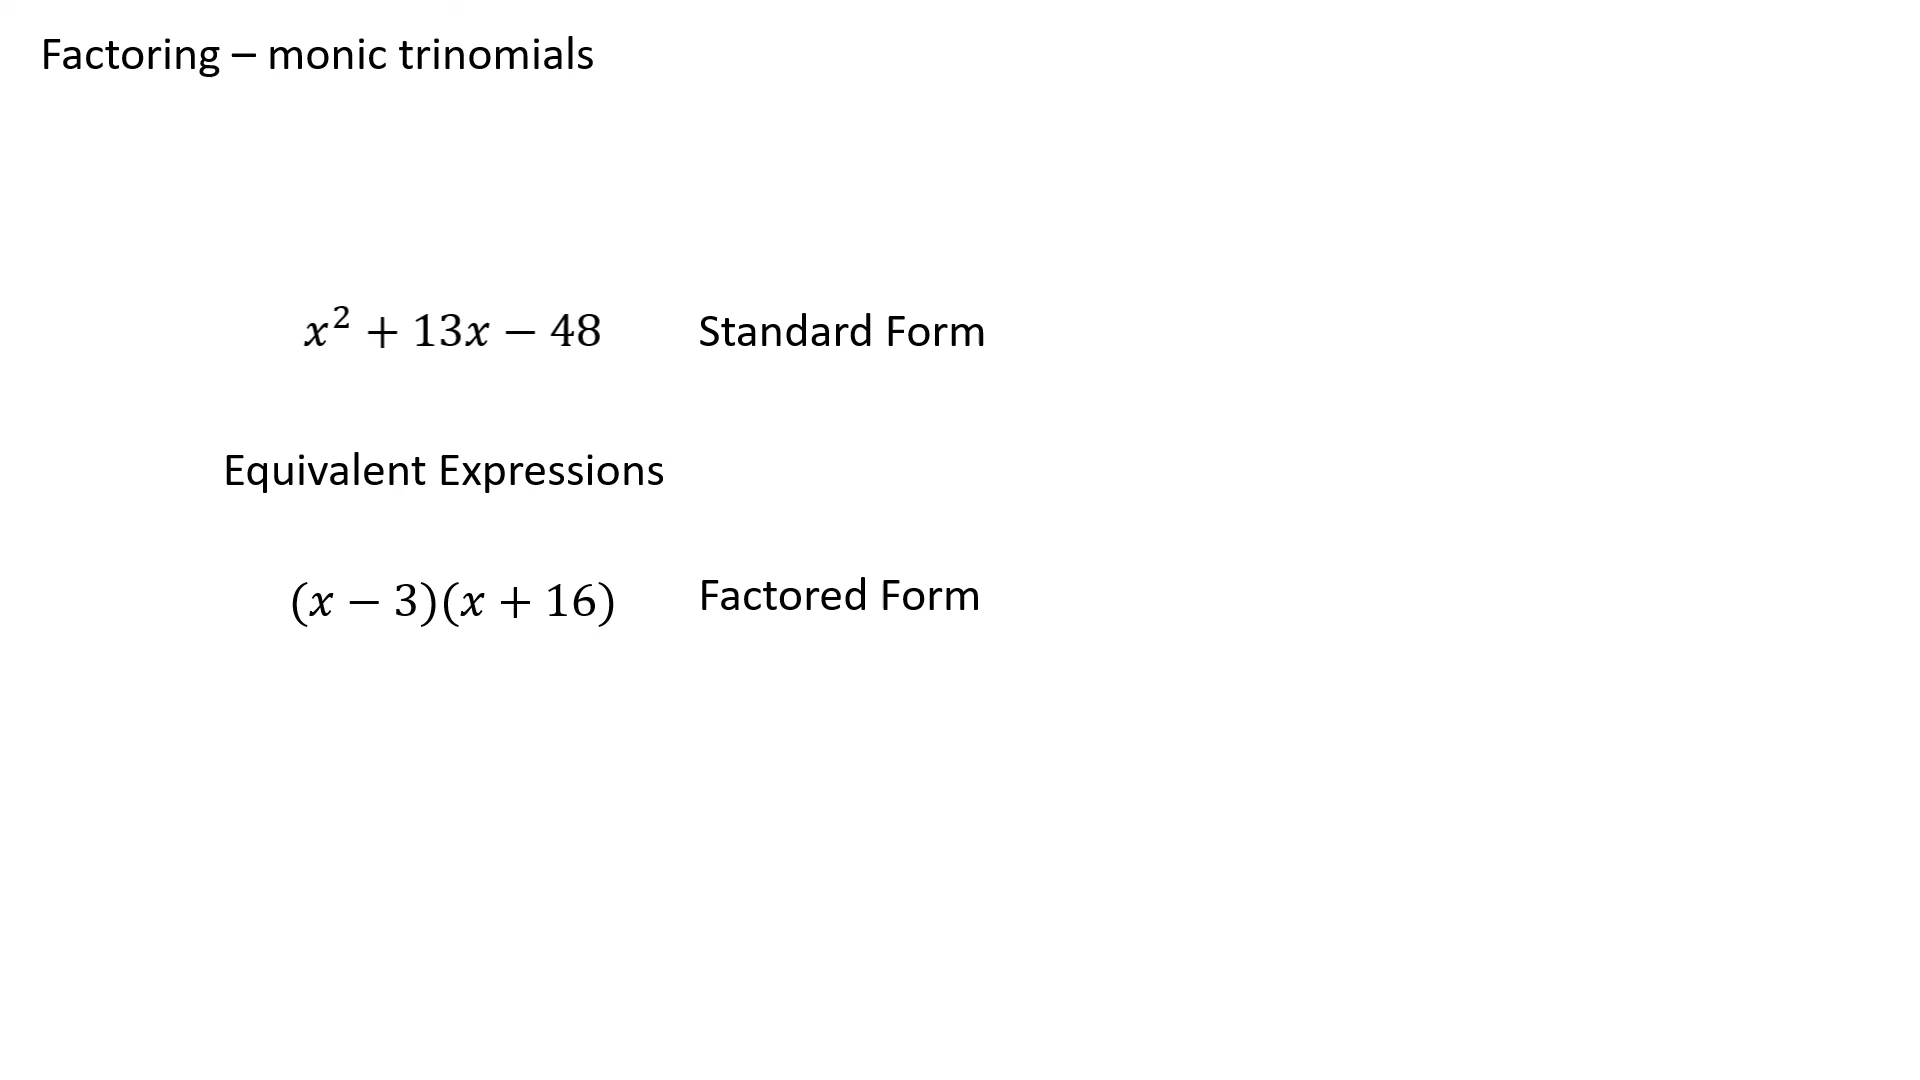 Factoring – monic trinomials
x² + 13x − 48 Standard Form
Equivalent Expressions
(x − 3)(x + 16) Factored Form